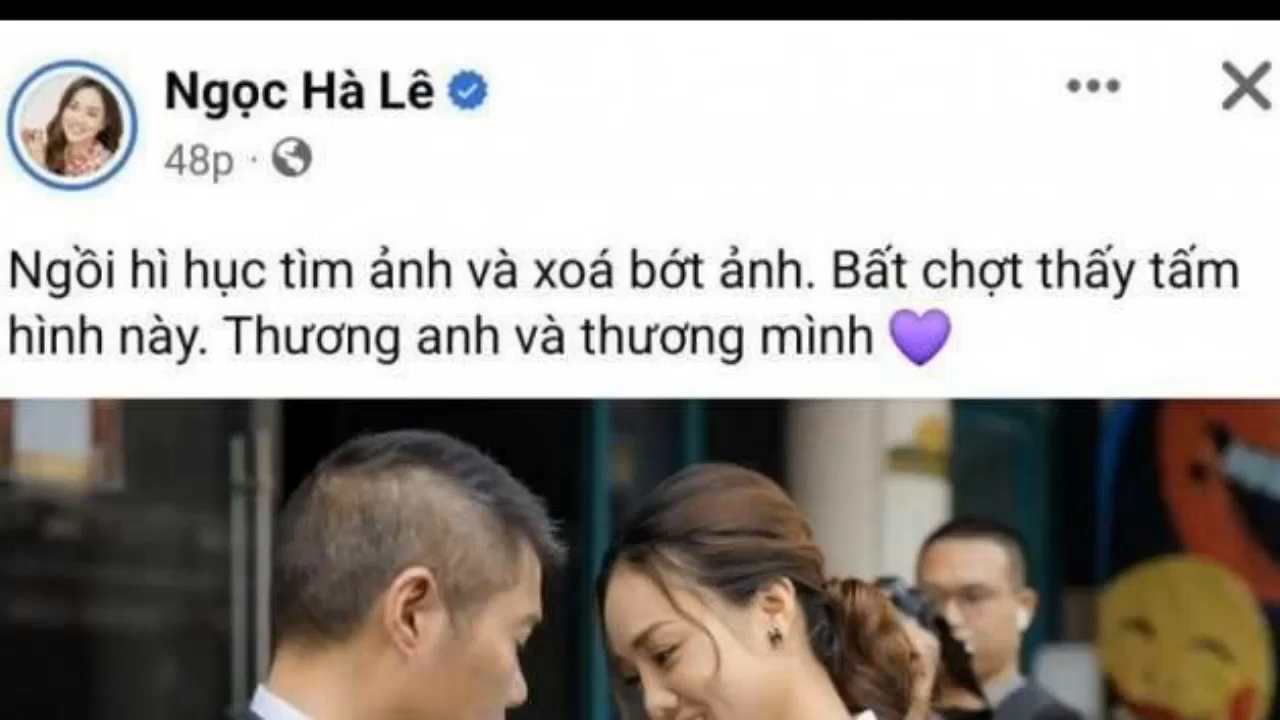 Ngọc Hà Lê
48p ·
Ngồi hì hục tìm ảnh và xoá bớt ảnh. Bất chợt thấy tấm
hình này. Thương anh và thương mình 💜